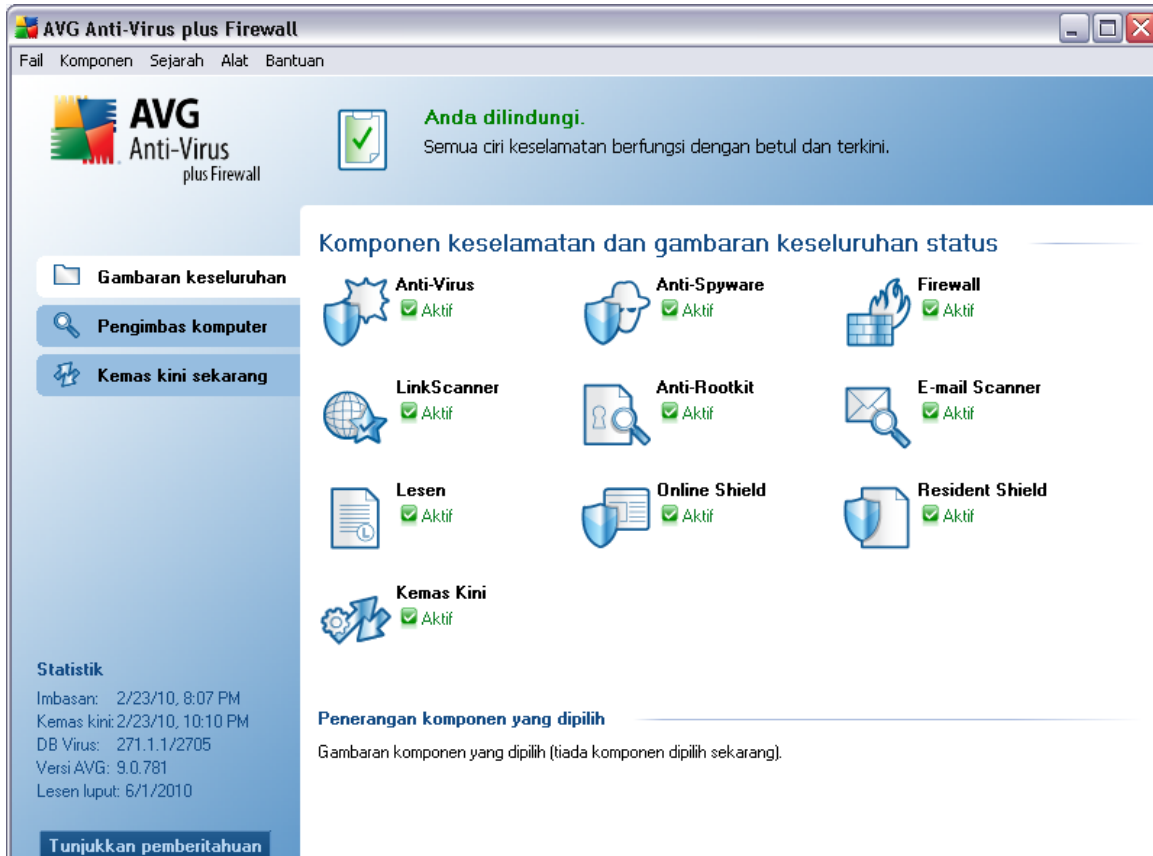 AVG Anti-Virus plus Firewall
Fail Komponen Sejarah Alat Bantuan
AVG
Anti-Virus
plus Firewall
Anda dilindungi.
Semua ciri keselamatan berfungsi dengan betul dan terkini.
Gambaran keseluruhan
Pengimbas komputer
Kemas kini sekarang
Komponen keselamatan dan gambaran keseluruhan status
Anti-Virus
Aktif
Anti-Spyware
Aktif
Firewall
Aktif
LinkScanner
Aktif
Anti-Rootkit
Aktif
E-mail Scanner
Aktif
Lesen
Aktif
Online Shield
Aktif
Resident Shield
Aktif
Kemas Kini
Aktif
Statistik
Imbasan: 2/23/10, 8:07 PM
Kemas kini: 2/23/10, 10:10 PM
DB Virus: 271.1.1/2705
Versi AVG: 9.0.781
Lesen luput: 6/1/2010
Tunjukkan pemberitahuan
Penerangan komponen yang dipilih
Gambaran komponen yang dipilih (tiada komponen dipilih sekarang).